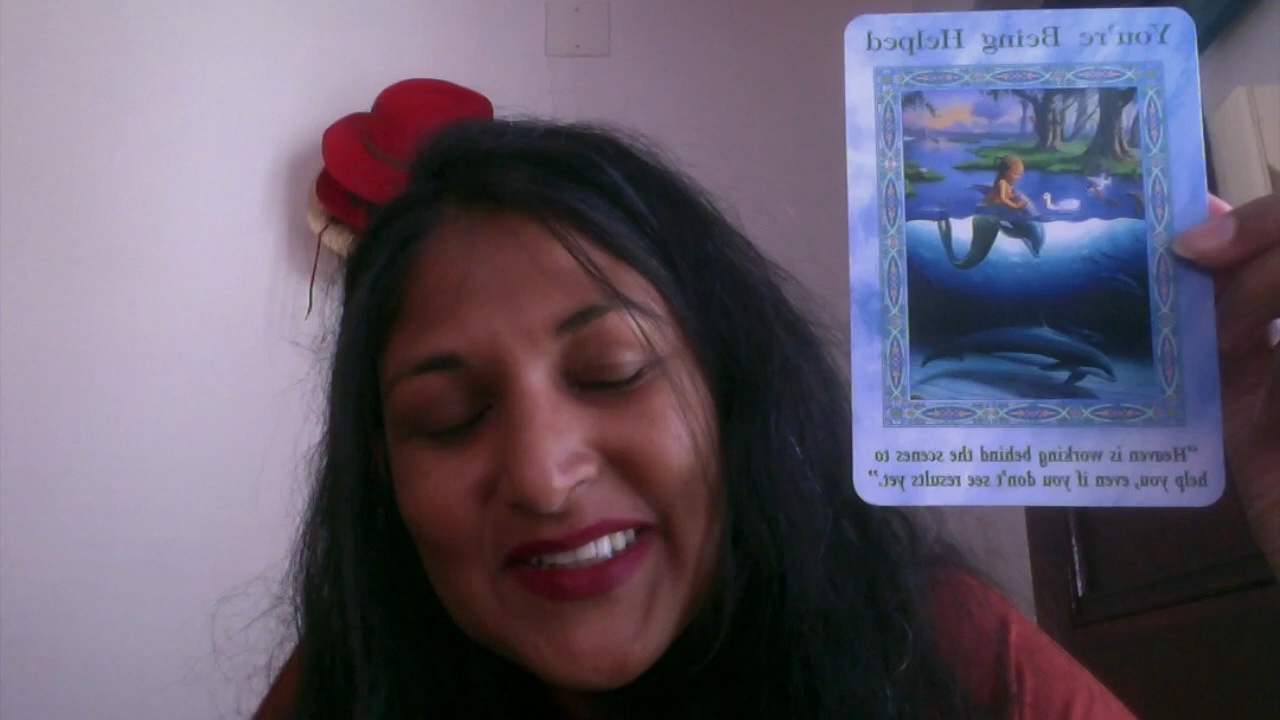 You're Being Helped
"Heaven is working behind the scenes to
help you, even if you don't see results yet."